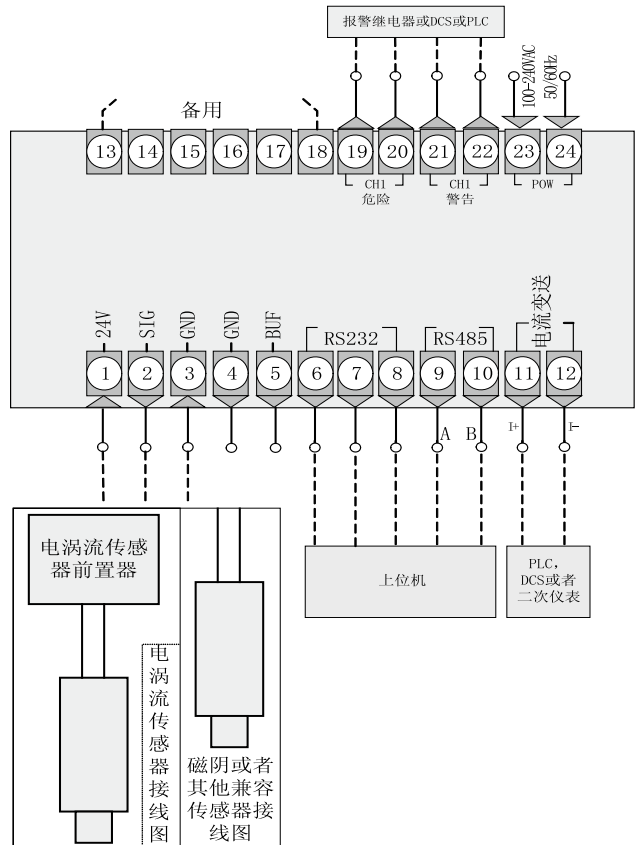 报警继电器或DCS或PLC
100-240VAC
50/60Hz
备用
13 14 15 16 17 18 19 20 21 22 23 24
CH1
危险
CH1
警告
POW
24V
SIG
GND
GND
BUF
RS232
RS485
电流变送
1 2 3 4 5 6 7 8 9 10 11 12
A
B
I+
I-
电涡流传感
器前置器
上位机
PLC,
DCS或者
二次仪表
电涡流传感器接线图
磁阴或者
其他兼容
传感器接
线图